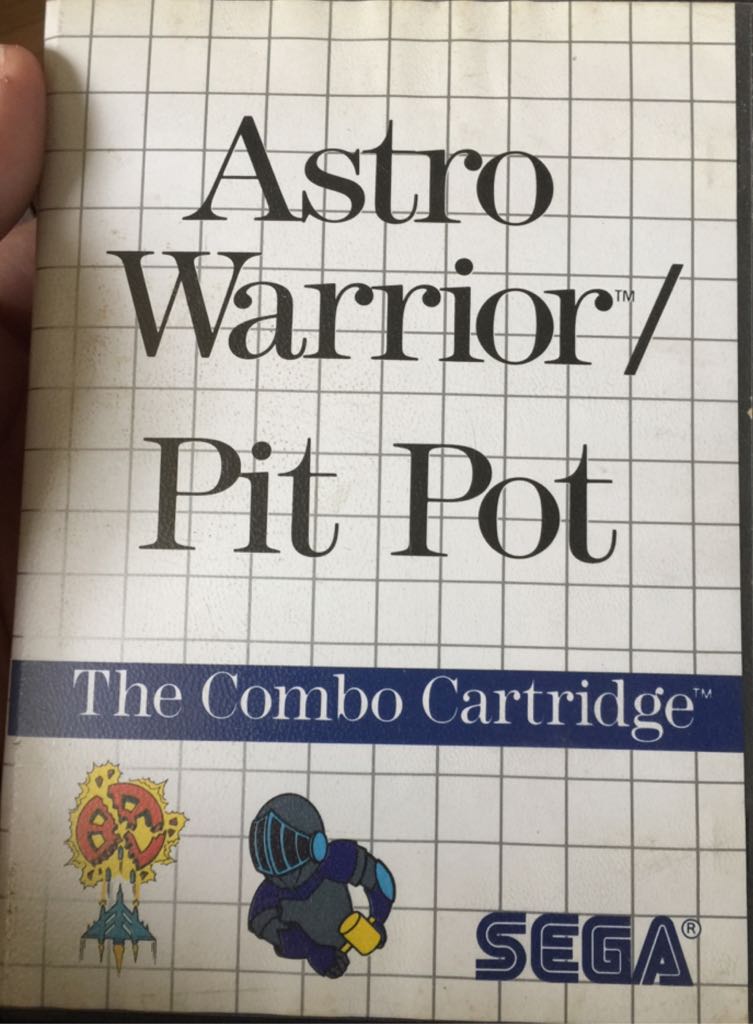 Astro
Warrior™/
Pit Pot
The Combo Cartridge™
SEGA®